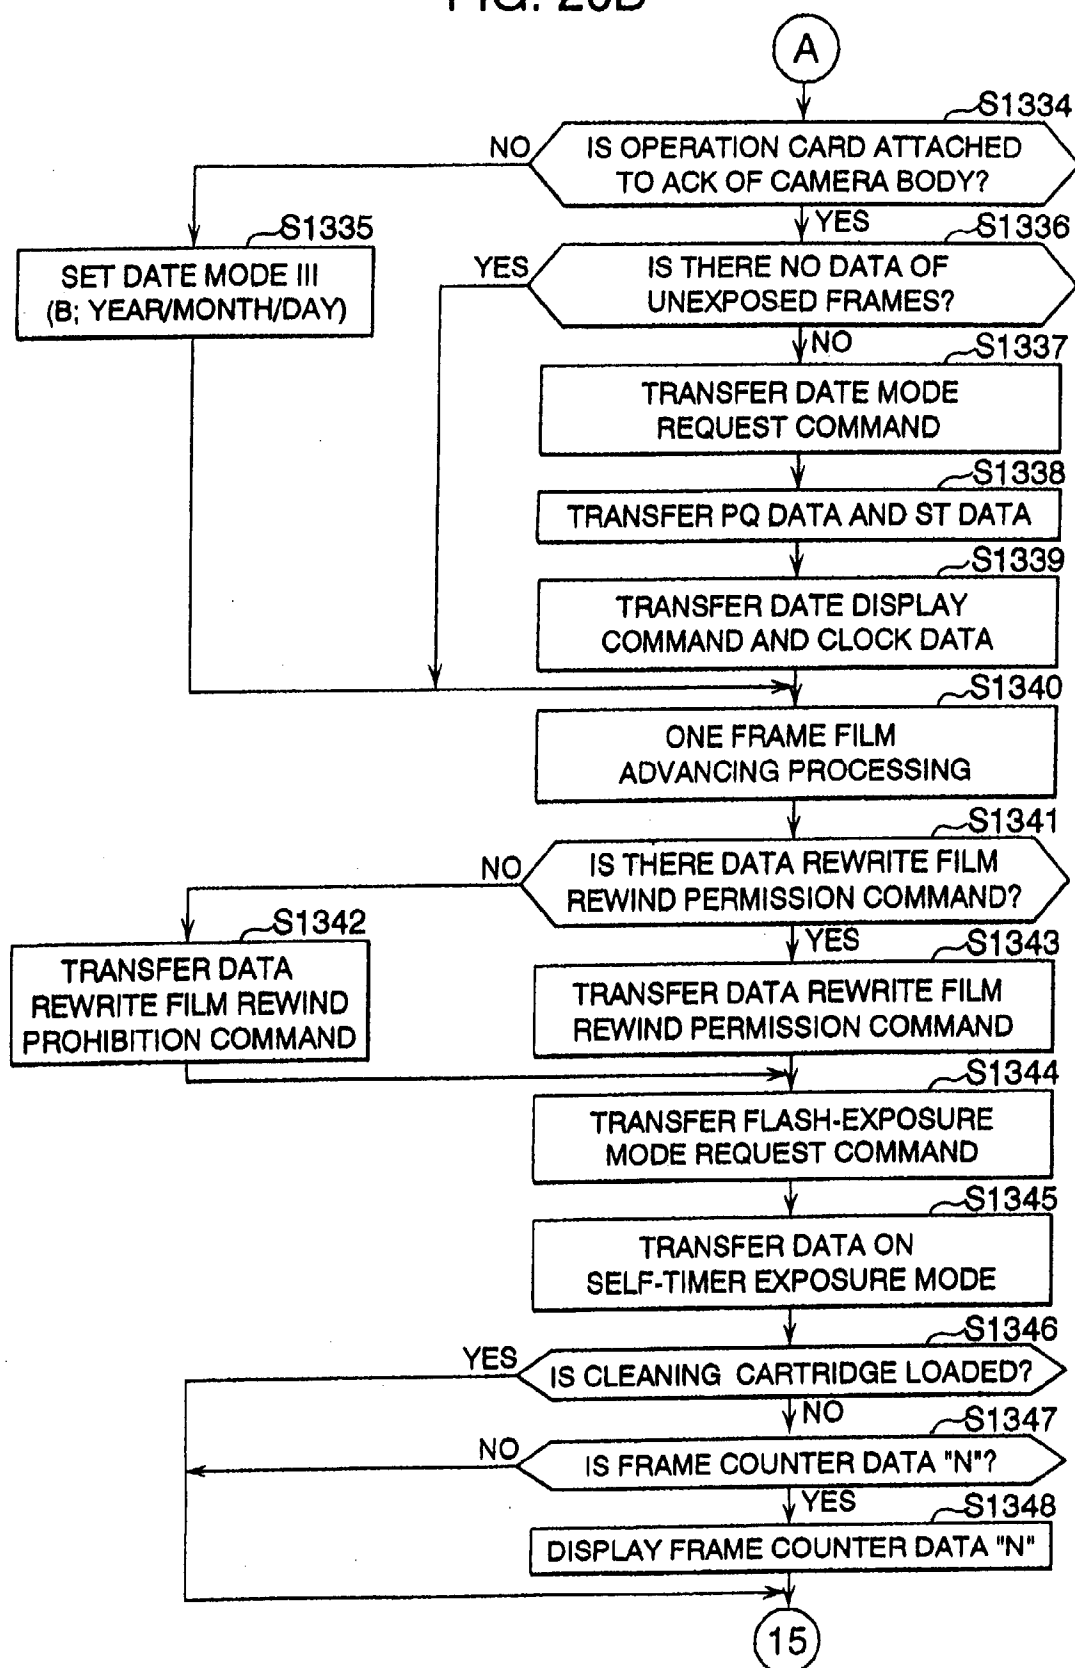 FIG. 20B
A
S1334
IS OPERATION CARD ATTACHED
TO ACK OF CAMERA BODY?
NO
YES
S1335
SET DATE MODE III
(B; YEAR/MONTH/DAY)
S1336
IS THERE NO DATA OF
UNEXPOSED FRAMES?
YES
NO
S1337
TRANSFER DATE MODE
REQUEST COMMAND
S1338
TRANSFER PQ DATA AND ST DATA
S1339
TRANSFER DATE DISPLAY
COMMAND AND CLOCK DATA
S1340
ONE FRAME FILM
ADVANCING PROCESSING
S1341
IS THERE DATA REWRITE FILM
REWIND PERMISSION COMMAND?
NO
YES
S1342
TRANSFER DATA
REWRITE FILM REWIND
PROHIBITION COMMAND
S1343
TRANSFER DATA REWRITE FILM
REWIND PERMISSION COMMAND
S1344
TRANSFER FLASH-EXPOSURE
MODE REQUEST COMMAND
S1345
TRANSFER DATA ON
SELF-TIMER EXPOSURE MODE
S1346
IS CLEANING CARTRIDGE LOADED?
YES
NO
S1347
IS FRAME COUNTER DATA "N"?
NO
YES
S1348
DISPLAY FRAME COUNTER DATA "N"
15